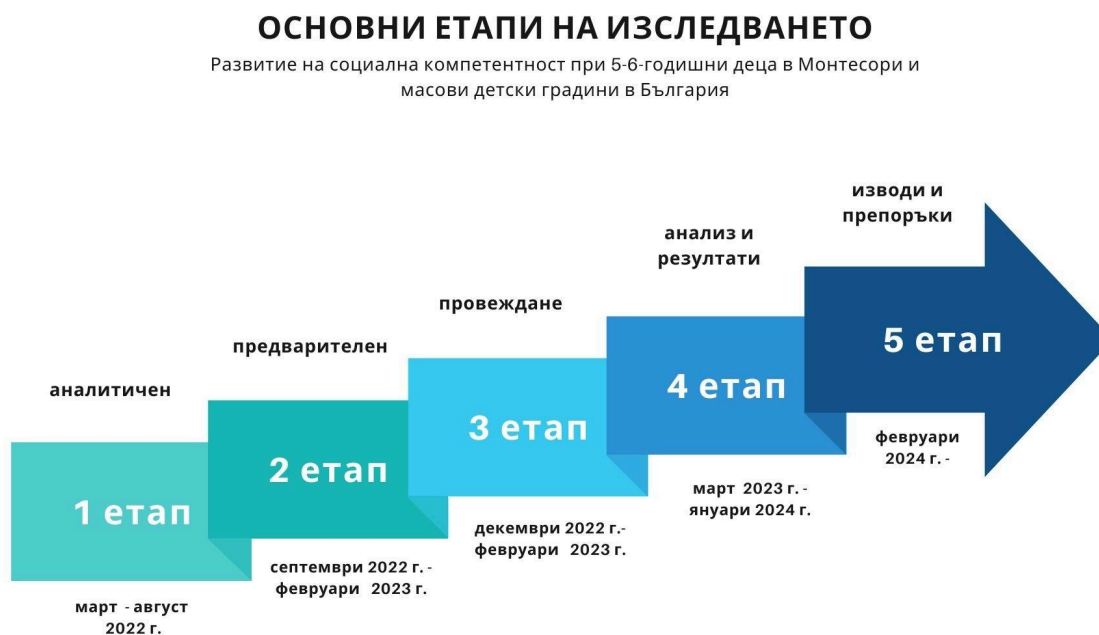 ОСНОВНИ ЕТАПИ НА ИЗСЛЕДВАНЕТО
Развитие на социална компетентност при 5-6-годишни деца в Монтесори и
масови детски градини в България
аналитичен
1 етап
март - август
2022 г.
предварителен
2 етап
септември 2022 г. -
февруари 2023 г.
провеждане
3 етап
декември 2022 г.-
февруари 2023 г.
анализ и
резултати
4 етап
март 2023 г. -
януари 2024 г.
изводи и
препоръки
5 етап
февруари
2024 г. -